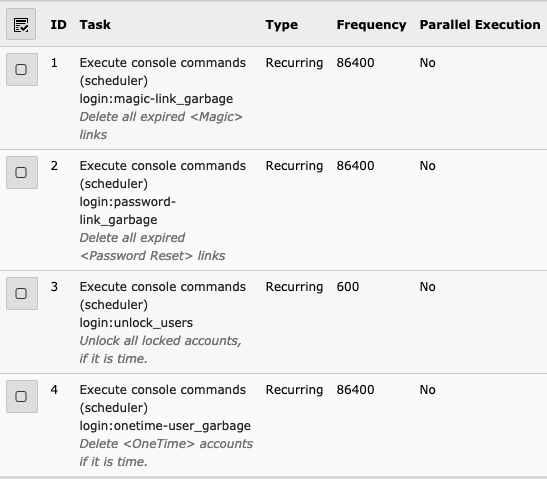 ID Task Type Frequency Parallel Execution
1 Execute console commands Recurring 86400 No
(scheduler)
login:magic-link_garbage
Delete all expired <Magic>
links
2 Execute console commands Recurring 86400 No
(scheduler)
login:password-
link_garbage
Delete all expired
<Password Reset> links
3 Execute console commands Recurring 600 No
(scheduler)
login:unlock_users
Unlock all locked accounts,
if it is time.
4 Execute console commands Recurring 86400 No
(scheduler)
login:onetime-user_garbage
Delete <OneTime> accounts
if it is time.